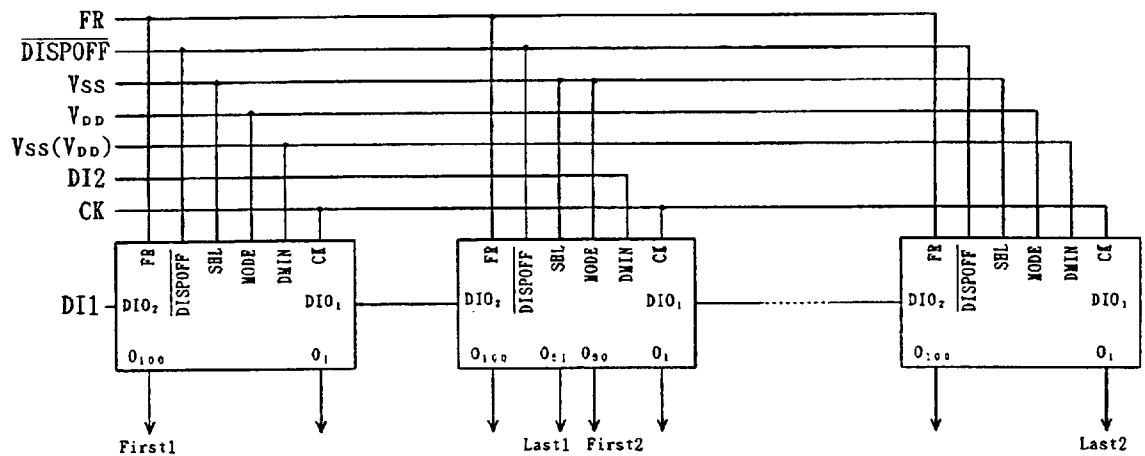 FR
DISPOFF
VSS
VDD
VSS(VDD)
DI2
CK
FR DISPOFF SHL MODE DMIN CK
FR DISPOFF SHL MODE DMIN CK
FR DISPOFF SHL MODE DMIN CK
DI1 DIO2 DIO1 DIO2 DIO1 DIO2 DIO1
O100 O1 O100 O51 O50 O1 O100 O1
First1 Last1 First2 Last2